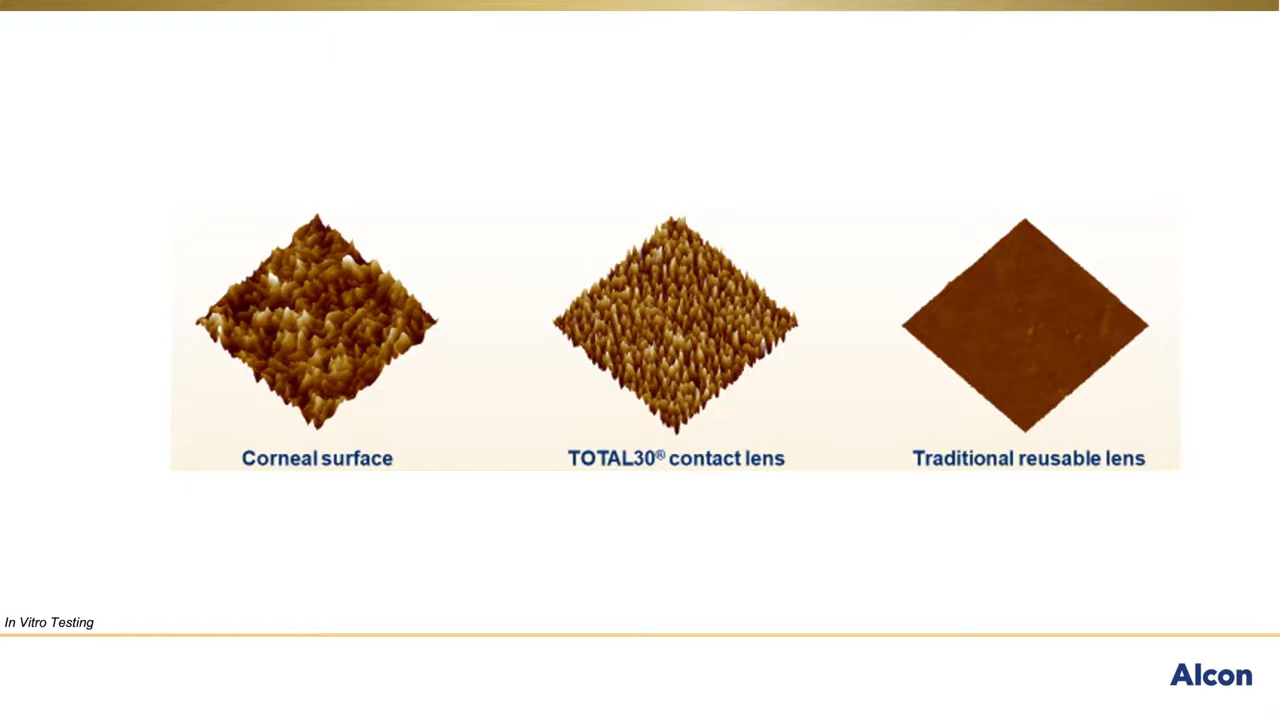 Corneal surface
TOTAL30® contact lens
Traditional reusable lens
In Vitro Testing
Alcon